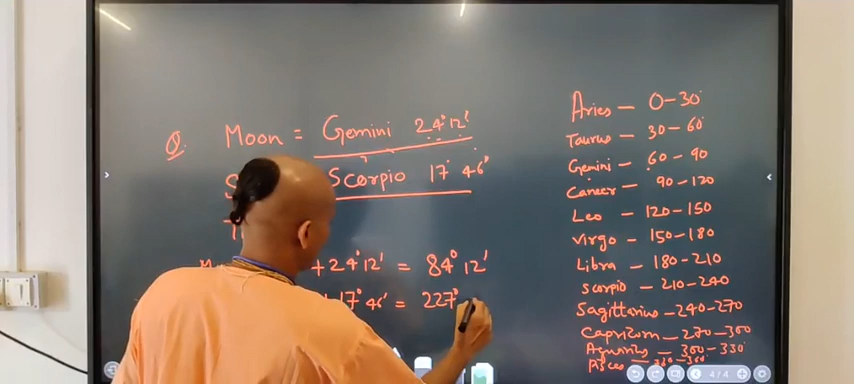 Q. Moon = Gemini 24° 12'
Scorpio 17° 46'
+ 24° 12' = 84° 12'
17° 46' = 227°
Aries — 0-30°
Taurus — 30-60°
Gemini — 60-90
Cancer — 90-120
Leo — 120-150
Virgo — 150-180
Libra — 180-210
Scorpio — 210-240
Sagittarius — 240-270
Capricorn — 270-300
Aquarius — 300-330
Pisces — 330-360
4/4